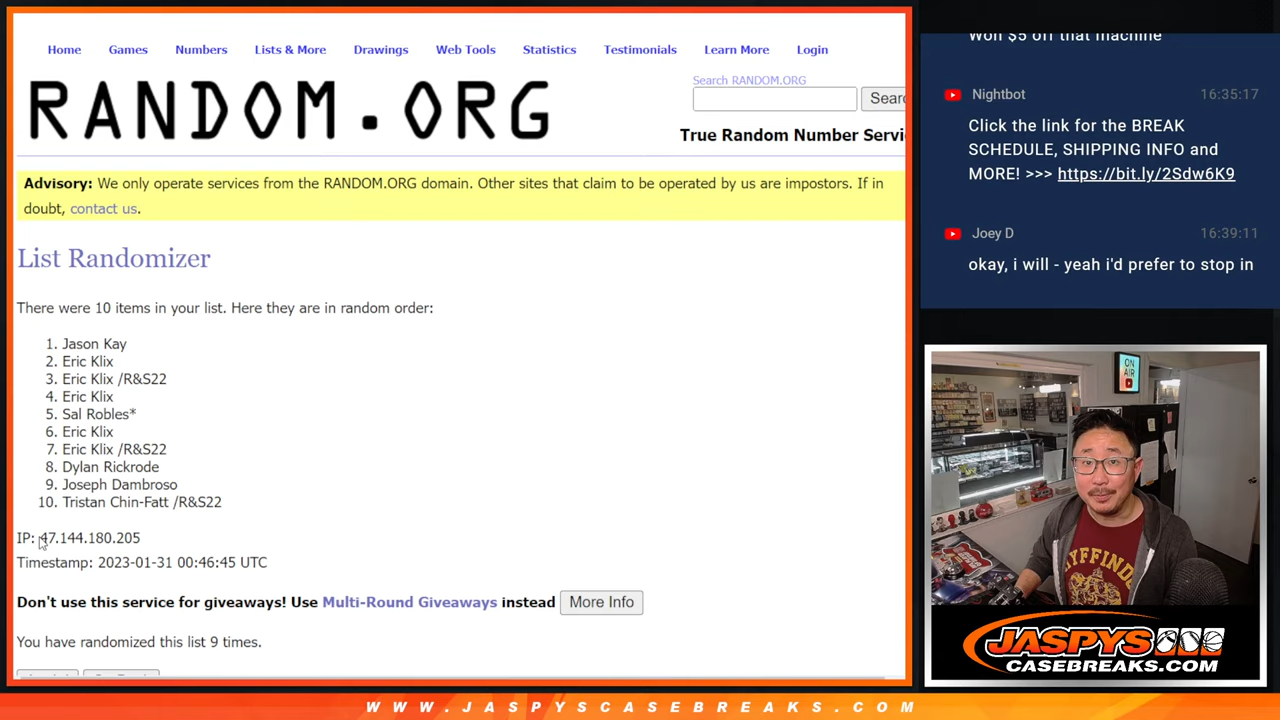 Home Games Numbers Lists & More Drawings Web Tools Statistics Testimonials Learn More Login
RANDOM.ORG
Search RANDOM.ORG
Searc
True Random Number Servi
Advisory: We only operate services from the RANDOM.ORG domain. Other sites that claim to be operated by us are impostors. If in
doubt, contact us.
List Randomizer
There were 10 items in your list. Here they are in random order:
1. Jason Kay
2. Eric Klix
3. Eric Klix /R&S22
4. Eric Klix
5. Sal Robles*
6. Eric Klix
7. Eric Klix /R&S22
8. Dylan Rickrode
9. Joseph Dambroso
10. Tristan Chin-Fatt /R&S22
IP: 47.144.180.205
Timestamp: 2023-01-31 00:46:45 UTC
Don't use this service for giveaways! Use Multi-Round Giveaways instead More Info
You have randomized this list 9 times.
Won $5 off that machine
Nightbot 16:35:17
Click the link for the BREAK
SCHEDULE, SHIPPING INFO and
MORE! >>> https://bit.ly/2Sdw6K9
Joey D 16:39:11
okay, i will - yeah i'd prefer to stop in
ON AIR
GRYFFINDOR
JASPYS
CASEBREAKS.COM
WWW.JASPYSCASEBREAKS.COM